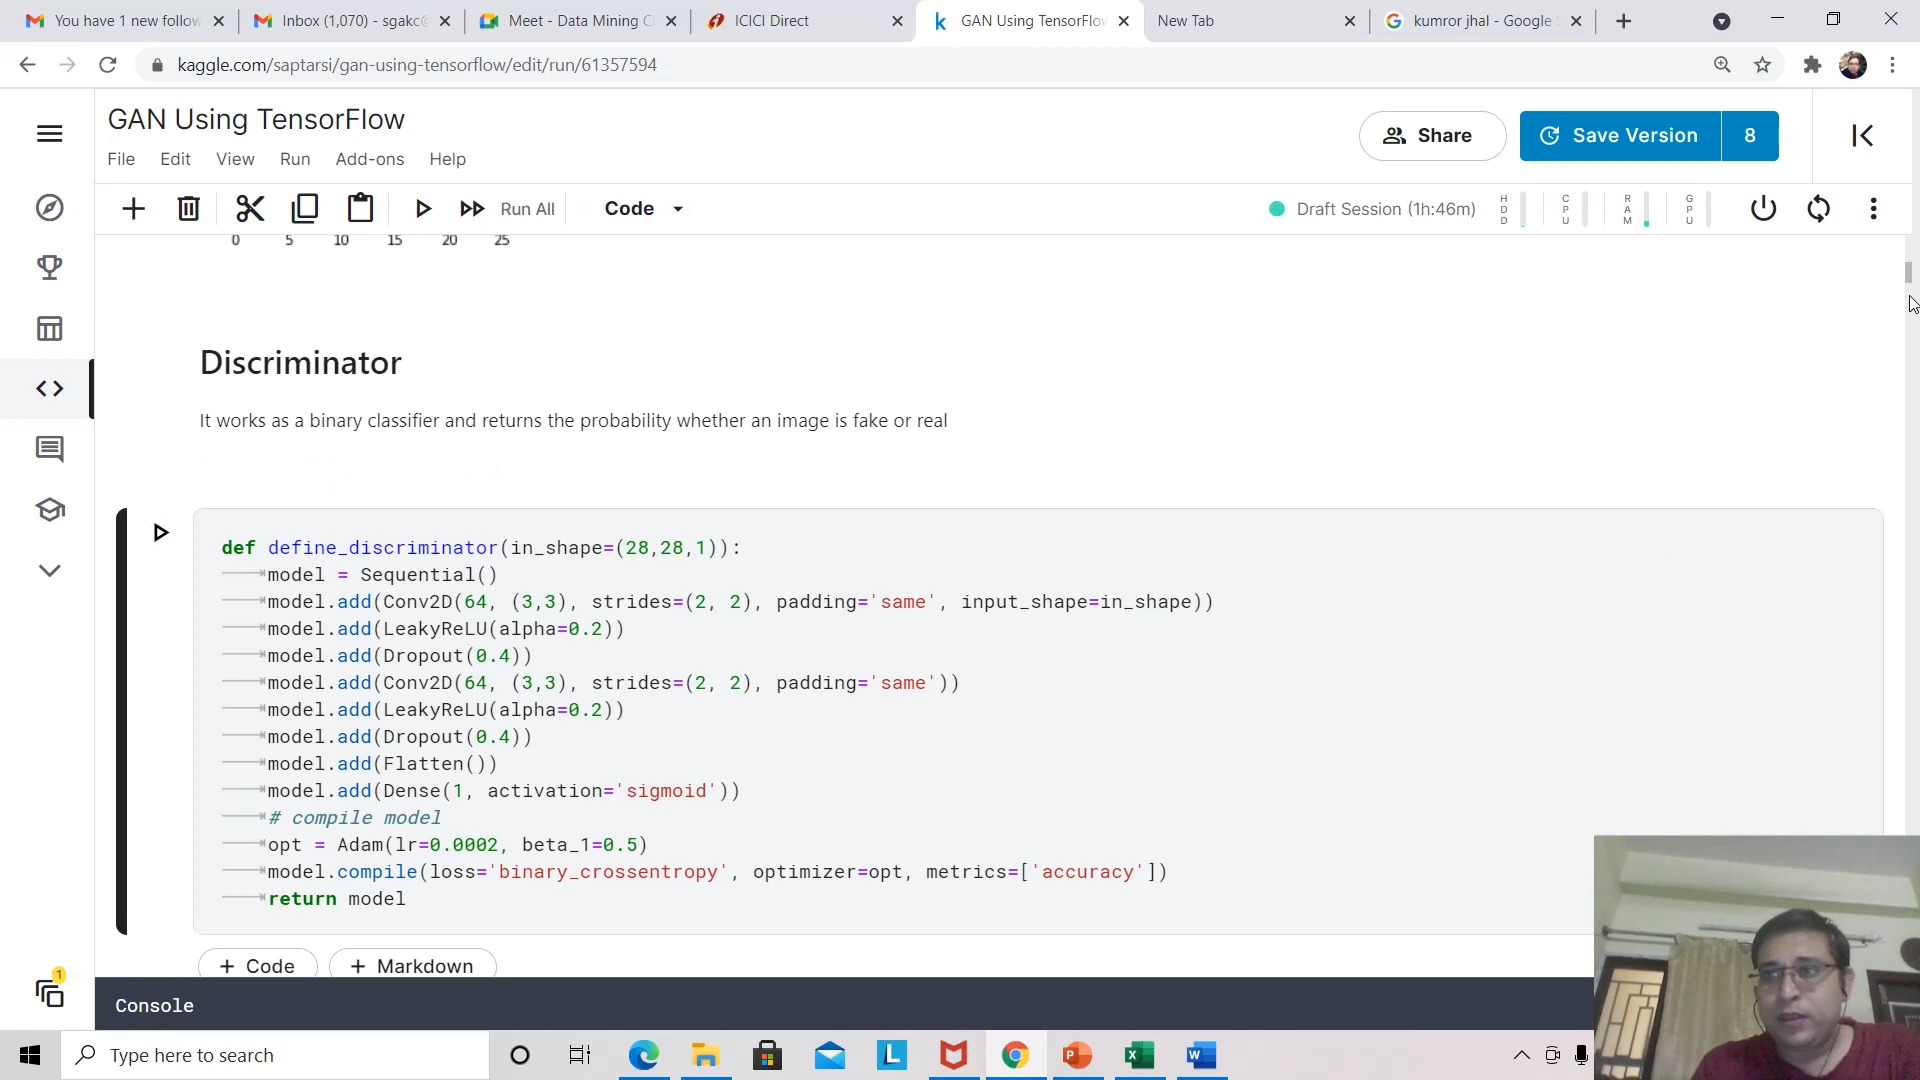 You have 1 new follow
Inbox (1,070) - sgakc@
Meet - Data Mining Cl
ICICI Direct
GAN Using TensorFlow
New Tab
kumror jhal - Google S
kaggle.com/saptarsi/gan-using-tensorflow/edit/run/61357594
GAN Using TensorFlow
File Edit View Run Add-ons Help
Share
Save Version 8
Run All
Code
Draft Session (1h:46m)
HDD
CPU
RAM
GPU
0 5 10 15 20 25
Discriminator
It works as a binary classifier and returns the probability whether an image is fake or real
def define_discriminator(in_shape=(28,28,1)):
model = Sequential()
model.add(Conv2D(64, (3,3), strides=(2, 2), padding='same', input_shape=in_shape))
model.add(LeakyReLU(alpha=0.2))
model.add(Dropout(0.4))
model.add(Conv2D(64, (3,3), strides=(2, 2), padding='same'))
model.add(LeakyReLU(alpha=0.2))
model.add(Dropout(0.4))
model.add(Flatten())
model.add(Dense(1, activation='sigmoid'))
# compile model
opt = Adam(lr=0.0002, beta_1=0.5)
model.compile(loss='binary_crossentropy', optimizer=opt, metrics=['accuracy'])
return model
+ Code
+ Markdown
1
Console
Type here to search